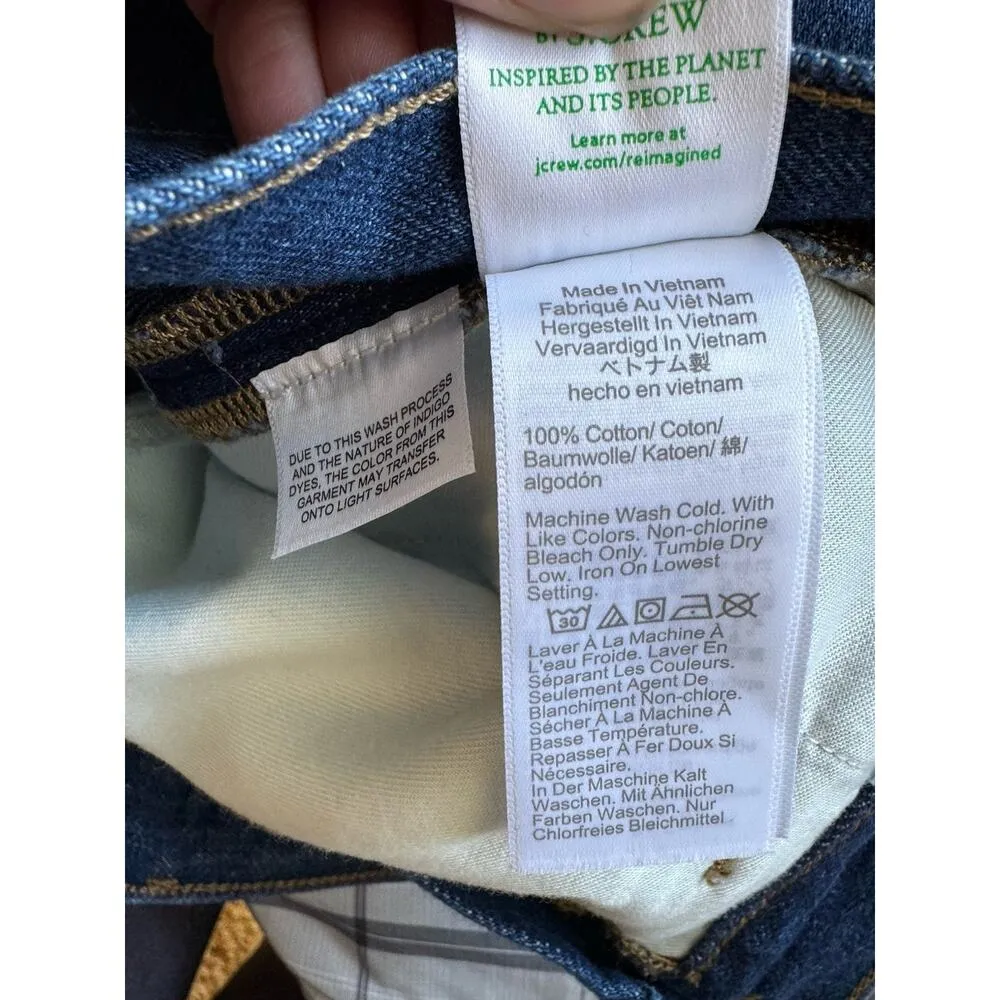 BY J.CREW
INSPIRED BY THE PLANET
AND ITS PEOPLE.
Learn more at
jcrew.com/reimagined
DUE TO THIS WASH PROCESS
AND THE NATURE OF INDIGO
DYES, THE COLOR FROM THIS
GARMENT MAY TRANSFER
ONTO LIGHT SURFACES.
Made In Vietnam
Fabriqué Au Viêt Nam
Hergestellt In Vietnam
Vervaardigd In Vietnam
ベトナム製
hecho en vietnam
100% Cotton/ Coton/
Baumwolle/ Katoen/ 綿/
algodón
Machine Wash Cold. With
Like Colors. Non-chlorine
Bleach Only. Tumble Dry
Low. Iron On Lowest
Setting.
30
Laver À La Machine À
L'eau Froide. Laver En
Séparant Les Couleurs.
Seulement Agent De
Blanchiment Non-chlore.
Sécher À La Machine À
Basse Température.
Repasser À Fer Doux Si
Nécessaire.
In Der Maschine Kalt
Waschen. Mit Ähnlichen
Farben Waschen. Nur
Chlorfreies Bleichmittel